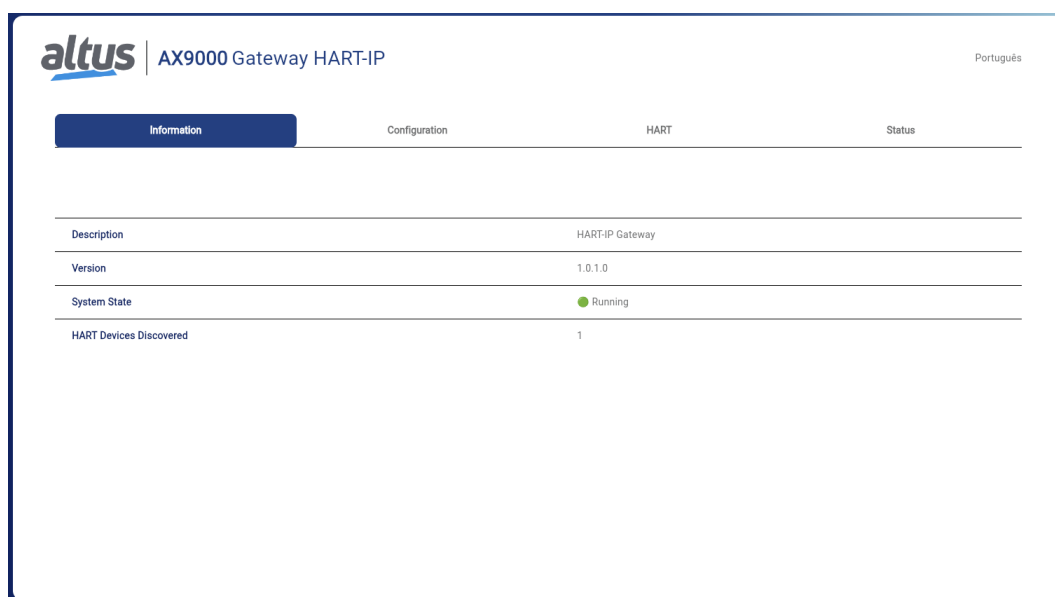 altus AX9000 Gateway HART-IP Português
Information Configuration HART Status
Description HART-IP Gateway
Version 1.0.1.0
System State Running
HART Devices Discovered 1